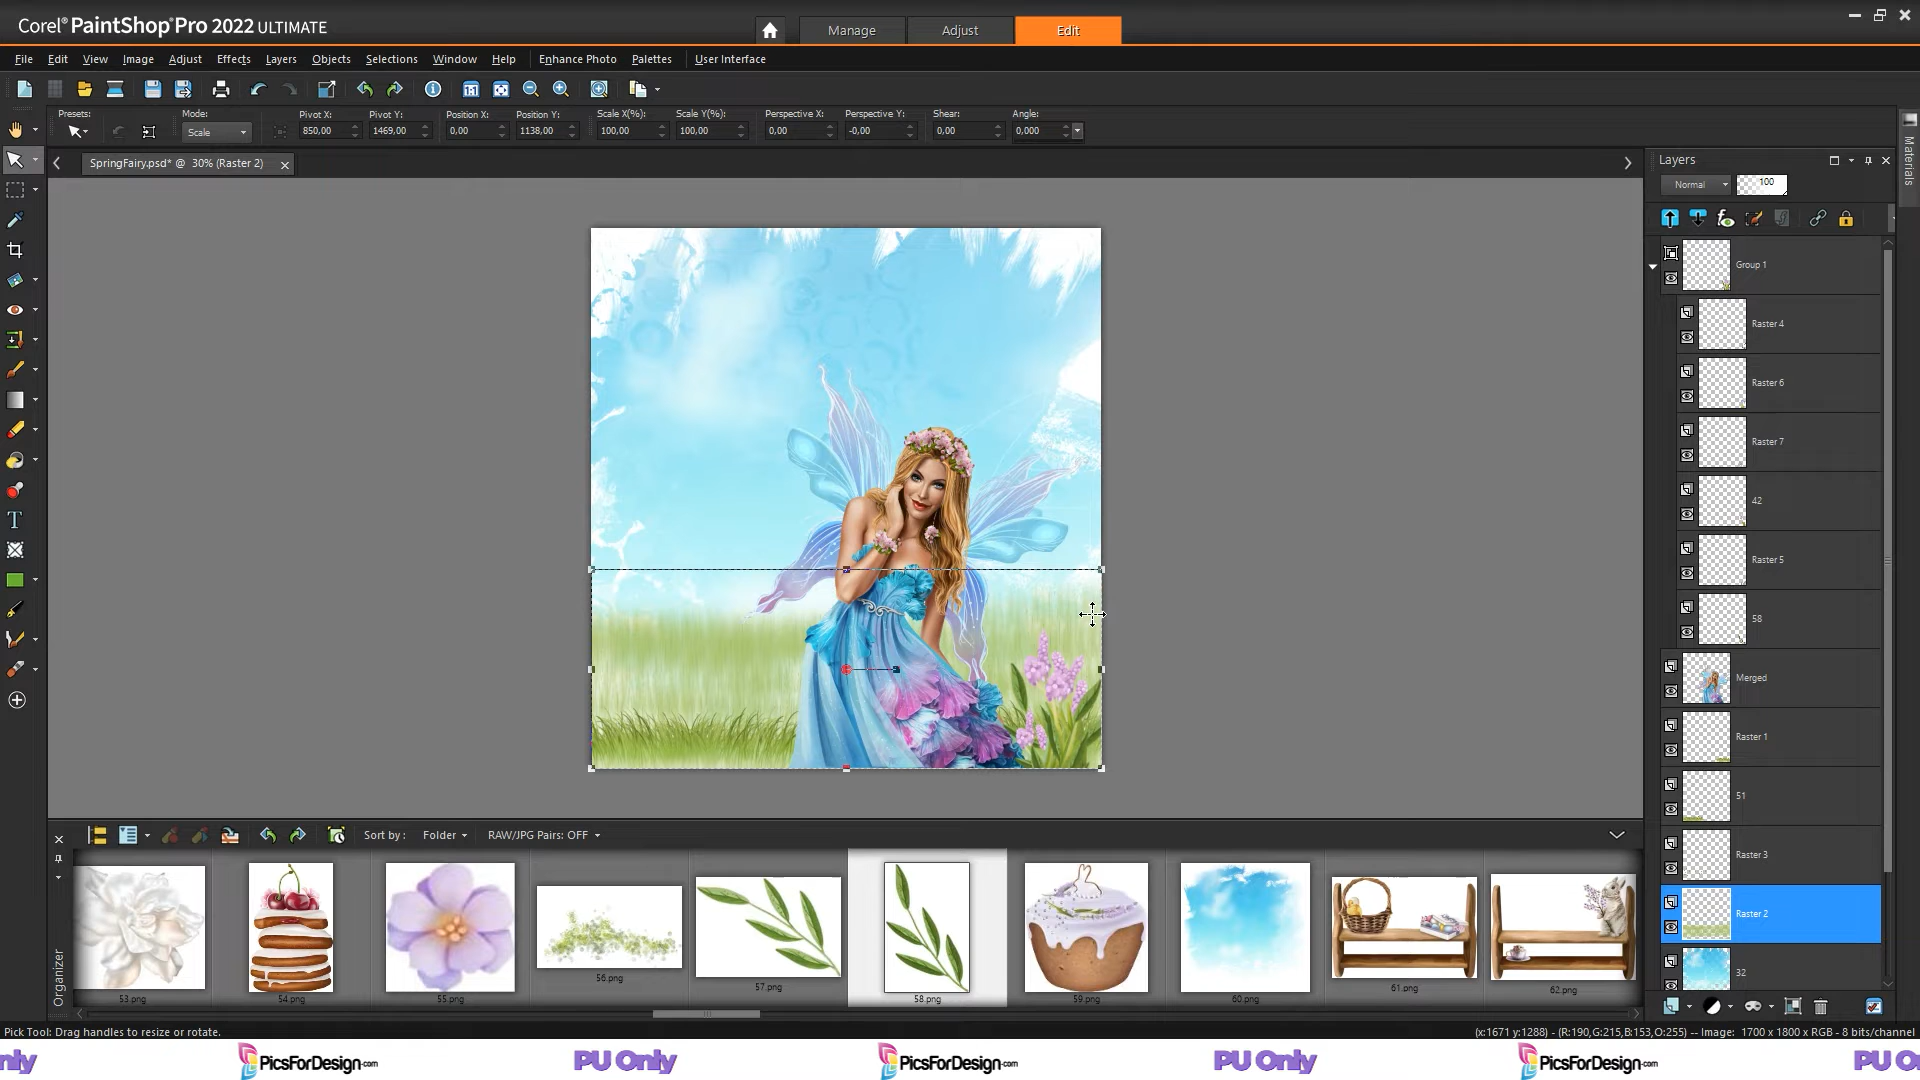 Corel® PaintShop® Pro 2022 ULTIMATE
Manage
Adjust
Edit
File Edit View Image Adjust Effects Layers Objects Selections Window Help Enhance Photo Palettes User Interface
Presets: Mode: Pivot X: Pivot Y: Position X: Position Y: Scale X(%): Scale Y(%): Perspective X: Perspective Y: Shear: Angle:
Scale 850,00 1469,00 0,00 1138,00 100,00 100,00 0,00 -0,00 0,00 0,000
SpringFairy.psd* @ 30% (Raster 2)
Layers
Materials
Normal 100
Group 1
Raster 4
Raster 6
Raster 7
42
Raster 5
58
Merged
Raster 1
51
Raster 3
Raster 2
32
Organizer
Sort by : Folder RAW/JPG Pairs: OFF
53.png
54.png
55.png
56.png
57.png
58.png
59.png
60.png
61.png
62.png
Pick Tool: Drag handles to resize or rotate.
(x:1671 y:1288) - (R:190,G:215,B:153,O:255) -- Image: 1700 x 1800 x RGB - 8 bits/channel
nly PicsForDesign.com PU Only PicsForDesign.com PU Only PicsForDesign.com PU O